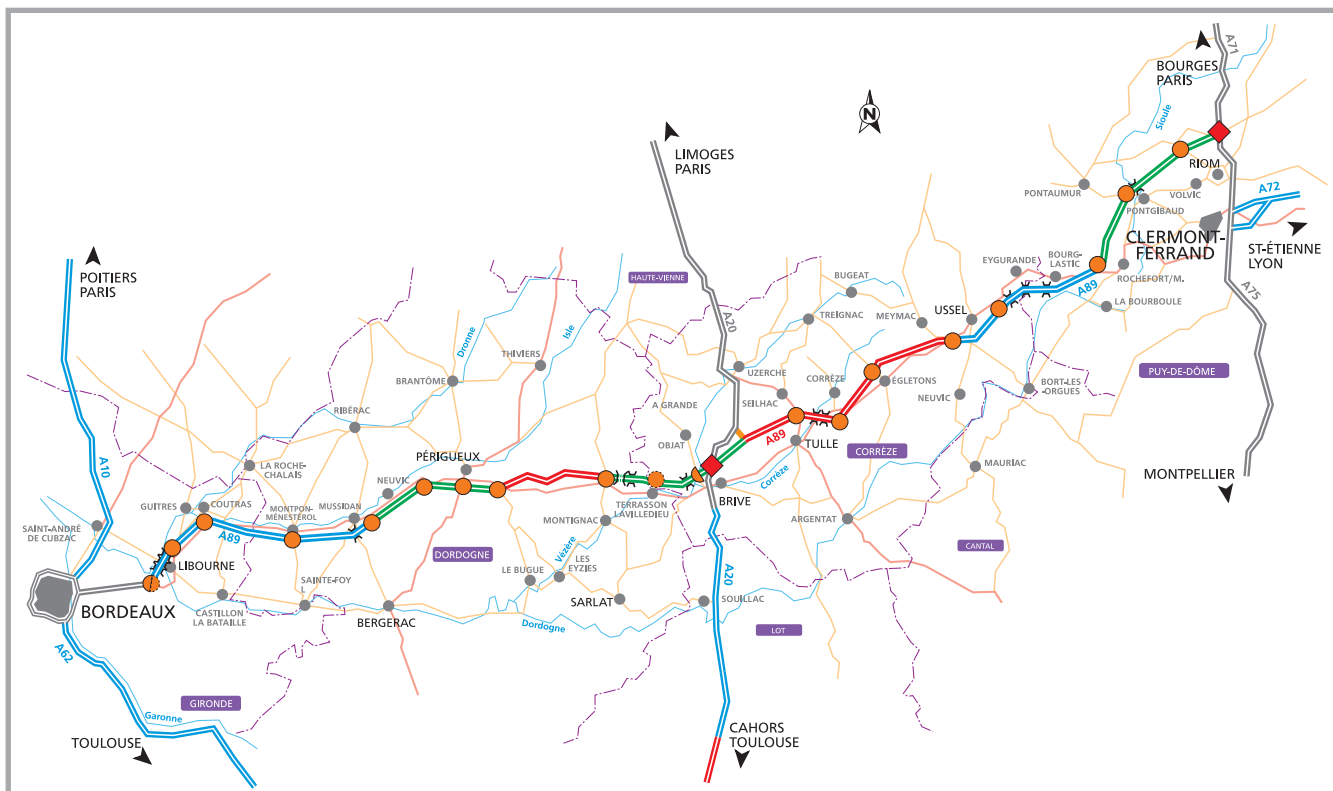 A71
BOURGES
PARIS
Sioule
N
LIMOGES
PARIS
RIOM
PONTAUMUR
VOLVIC
A72
PONTGIBAUD
CLERMONT-
FERRAND
ST-ÉTIENNE
LYON
POITIERS
PARIS
HAUTE-VIENNE
BUGEAT
EYGURANDE
BOURG-
LASTIC
ROCHEFORT/M.
A89
LA BOURBOULE
A75
A20
TREIGNAC
MEYMAC
USSEL
Dronne
Isle
THIVIERS
BRANTÔME
UZERCHE
CORRÈZE
ÉGLETONS
NEUVIC
BORT-LES
ORGUES
PUY-DE-DÔME
RIBÉRAC
A GRANDE
SEILHAC
A89
TULLE
OBJAT
CORRÈZE
A10
LA ROCHE-
CHALAIS
PÉRIGUEUX
MAURIAC
MONTPELLIER
NEUVIC
Corrèze
BRIVE
GUITRES
COUTRAS
MONTPON-
MÉNESTÉROL
MUSSIDAN
TERRASSON
LAVILLEDIEU
SAINT-ANDRÉ
DE CUBZAC
A89
MONTIGNAC
ARGENTAT
DORDOGNE
Vézère
CANTAL
LIBOURNE
LES
EYZIES
LE BUGUE
A20
SAINTE-FOY
L
BORDEAUX
CASTILLON
LA BATAILLE
BERGERAC
SARLAT
SOUILLAC
Dordogne
LOT
A62
GIRONDE
Garonne
TOULOUSE
CAHORS
TOULOUSE